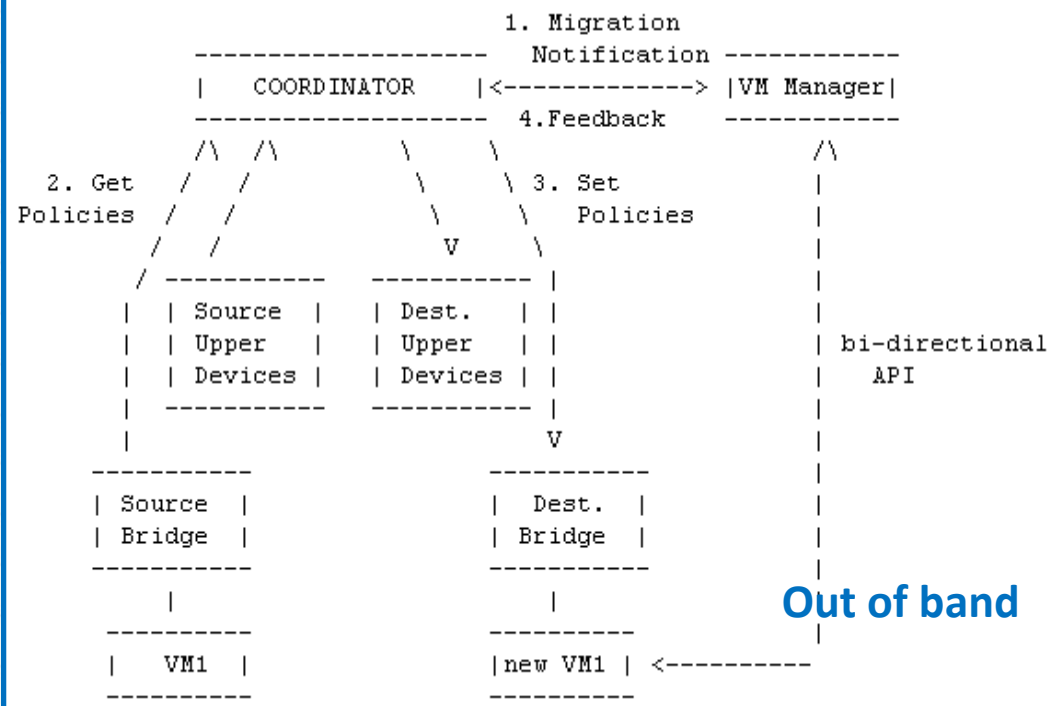 1. Migration
Notification
COORDINATOR
VM Manager
4.Feedback
2. Get
Policies
3. Set
Policies
Source
Upper
Devices
Dest.
Upper
Devices
bi-directional
API
Source
Bridge
Dest.
Bridge
Out of band
VM1
new VM1